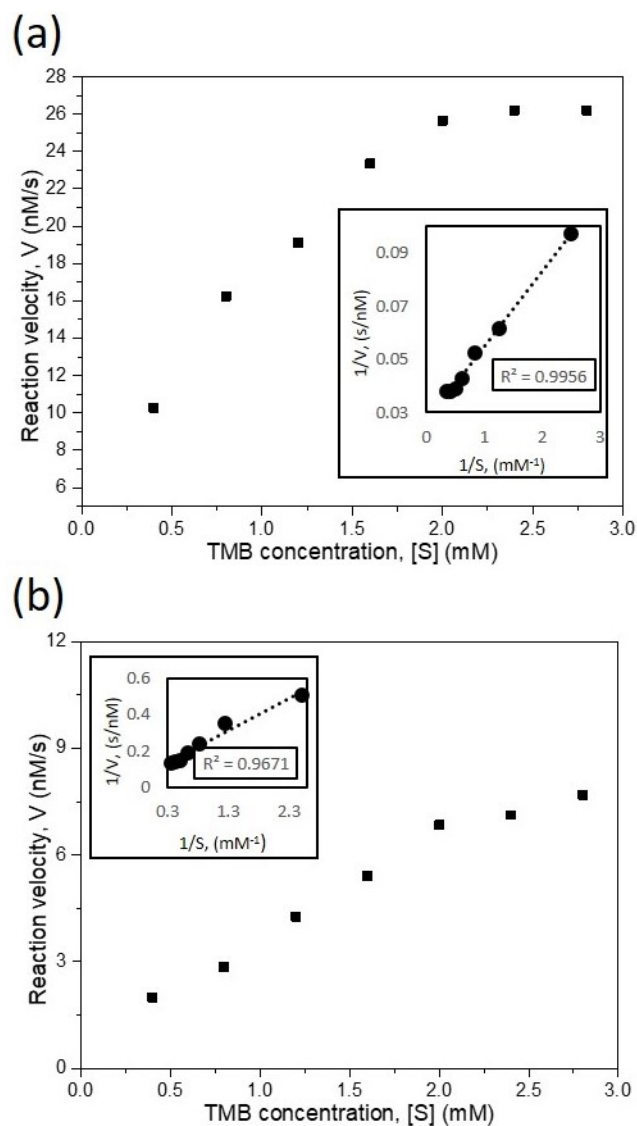 (a)
28
26
24
22
20
18
16
14
12
10
8
6
Reaction velocity, V (nM/s)
0.09
0.07
0.05
0.03
1/V, (s/nM)
R² = 0.9956
0 1 2 3
1/S, (mM⁻¹)
0.0 0.5 1.0 1.5 2.0 2.5 3.0
TMB concentration, [S] (mM)
(b)
12
9
6
3
0
Reaction velocity, V (nM/s)
0.6
0.4
0.2
0
1/V, (s/nM)
R² = 0.9671
0.3 1.3 2.3
1/S, (mM⁻¹)
0.0 0.5 1.0 1.5 2.0 2.5 3.0
TMB concentration, [S] (mM)